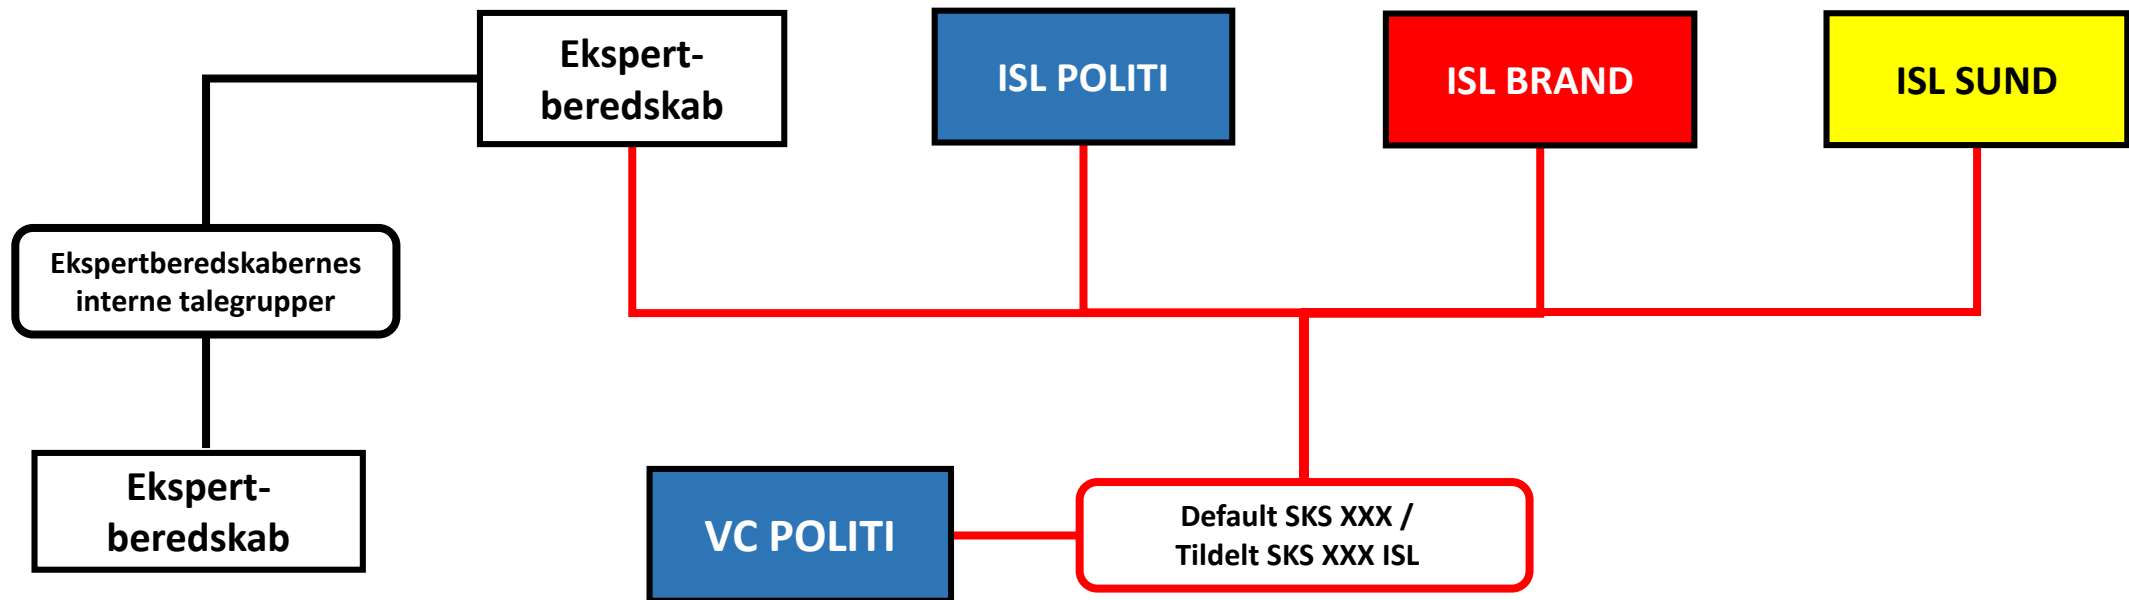 Ekspert-
beredskab
ISL POLITI
ISL BRAND
ISL SUND
Ekspertberedskabernes
interne talegrupper
Ekspert-
beredskab
VC POLITI
Default SKS XXX /
Tildelt SKS XXX ISL